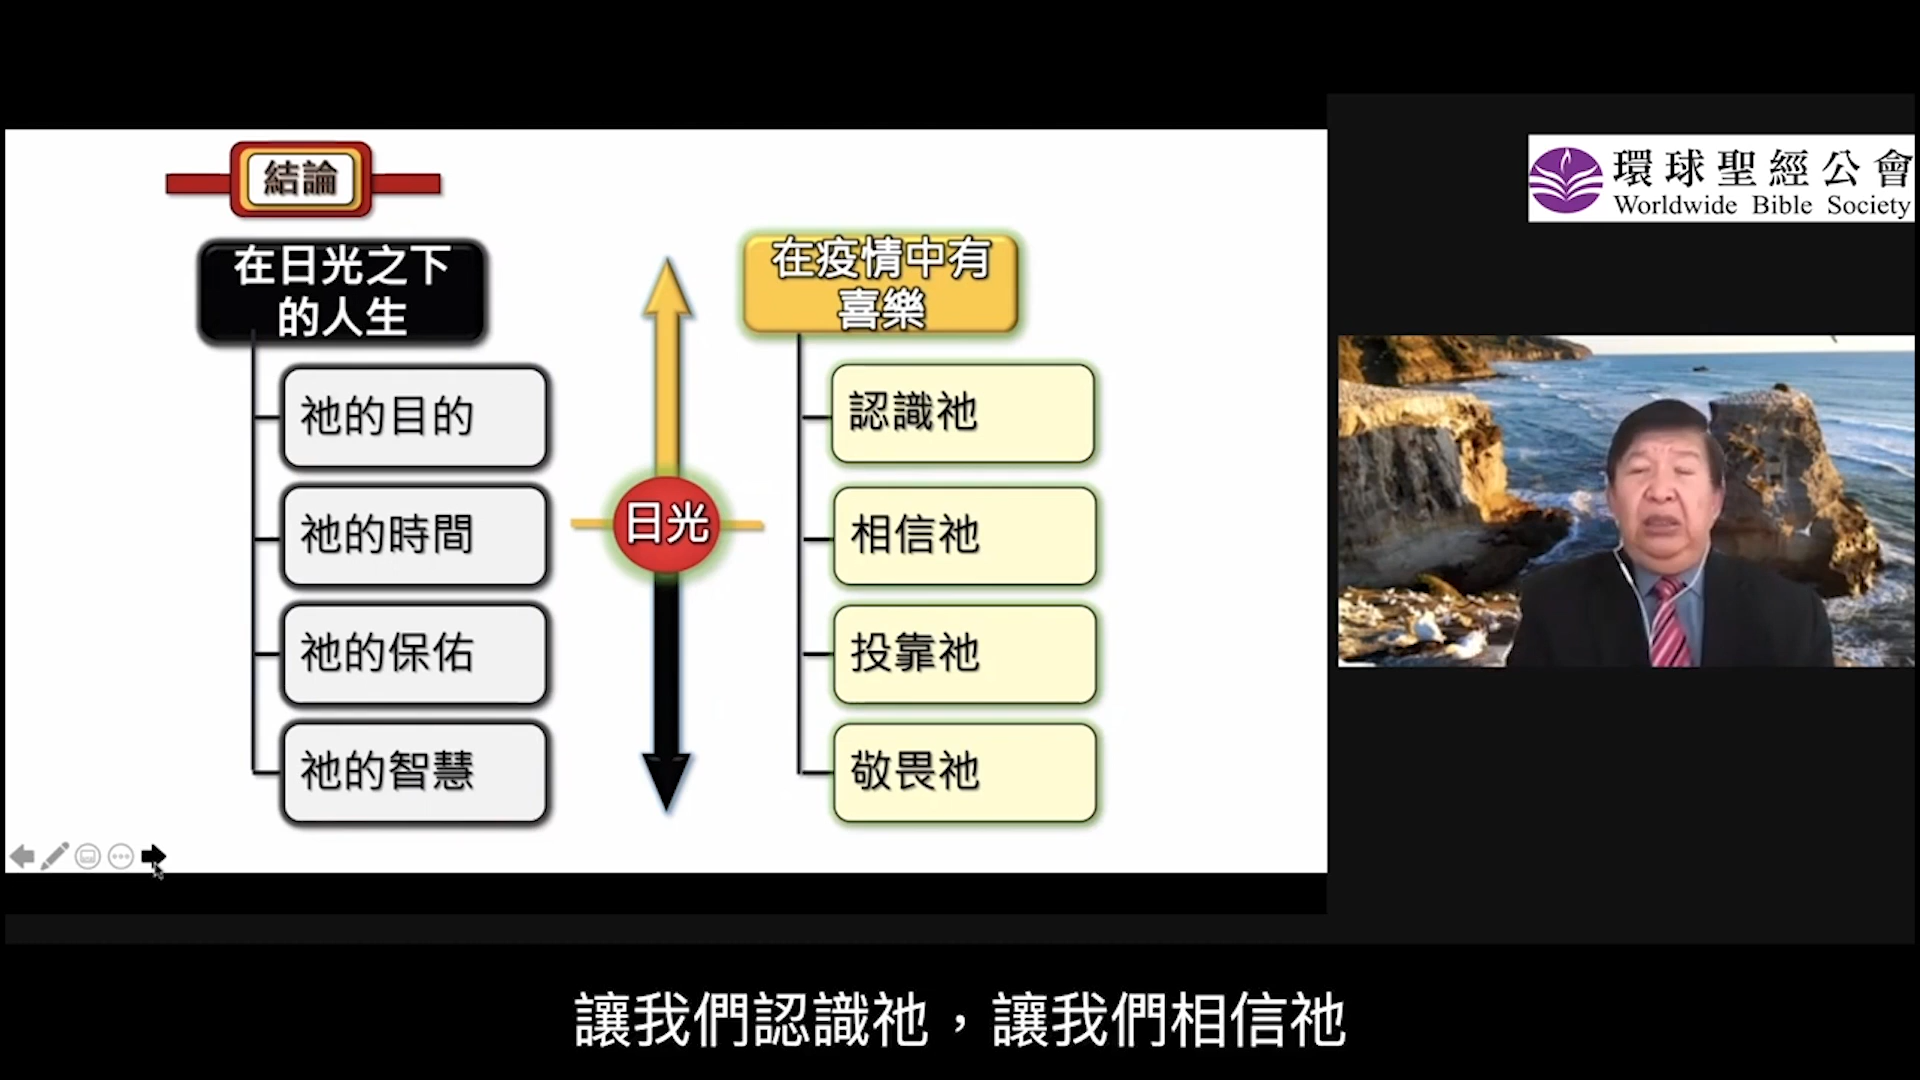 結論
在日光之下
的人生
祂的目的
祂的時間
祂的保佑
祂的智慧
日光
在疫情中有
喜樂
認識祂
相信祂
投靠祂
敬畏祂
環球聖經公會
Worldwide Bible Society
讓我們認識祂，讓我們相信祂